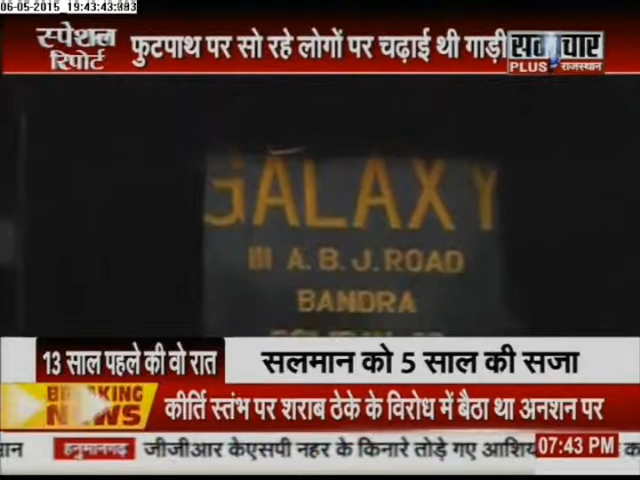 06-05-2015 19:43:43:393
स्पेशल
रिपोर्ट
फुटपाथ पर सो रहे लोगों पर चढ़ाई थी गाड़ी
समाचार
PLUS राजस्थान
GALAXY
III A.B.J.ROAD
BANDRA
13 साल पहले की वो रात
सलमान को 5 साल की सजा
BREAKING
NEWS
कीर्ति स्तंभ पर शराब ठेके के विरोध में बैठा था अनशन पर
हनुमानगढ़
जीजीआर केएसपी नहर के किनारे तोड़े गए
07:43 PM